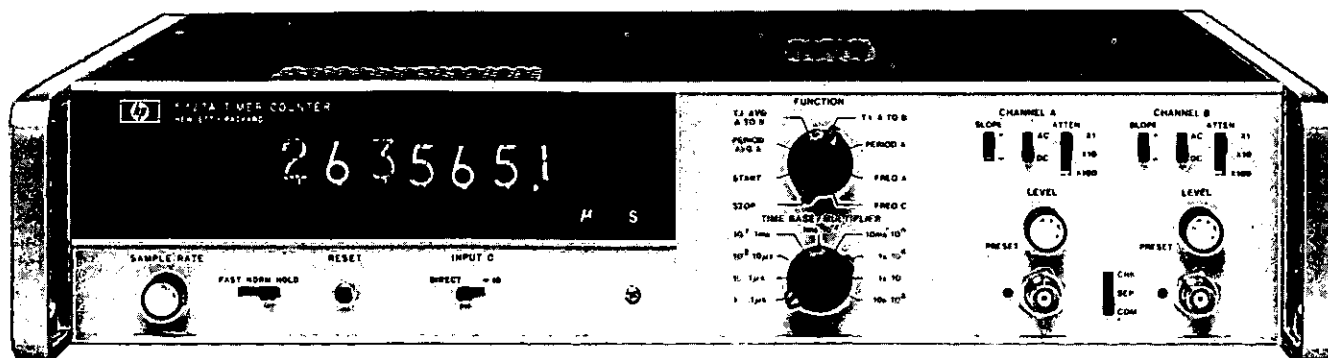 hp
TIMER COUNTER
HEWLETT-PACKARD
263565.1
μ S
SAMPLE RATE
FAST NORM HOLD
RESET
INPUT C
DIRECT
FUNCTION
T.I. AVG
A TO B
T.I. A TO B
PERIOD
AVG A
PERIOD A
START
FREQ A
STOP
FREQ C
TIME BASE/MULTIPLIER
CHANNEL A
SLOPE
AC
DC
ATTEN
X10
X100
LEVEL
PRESET
CHK
SEP
COM
CHANNEL B
SLOPE
AC
DC
ATTEN
X1
X10
X100
LEVEL
PRESET